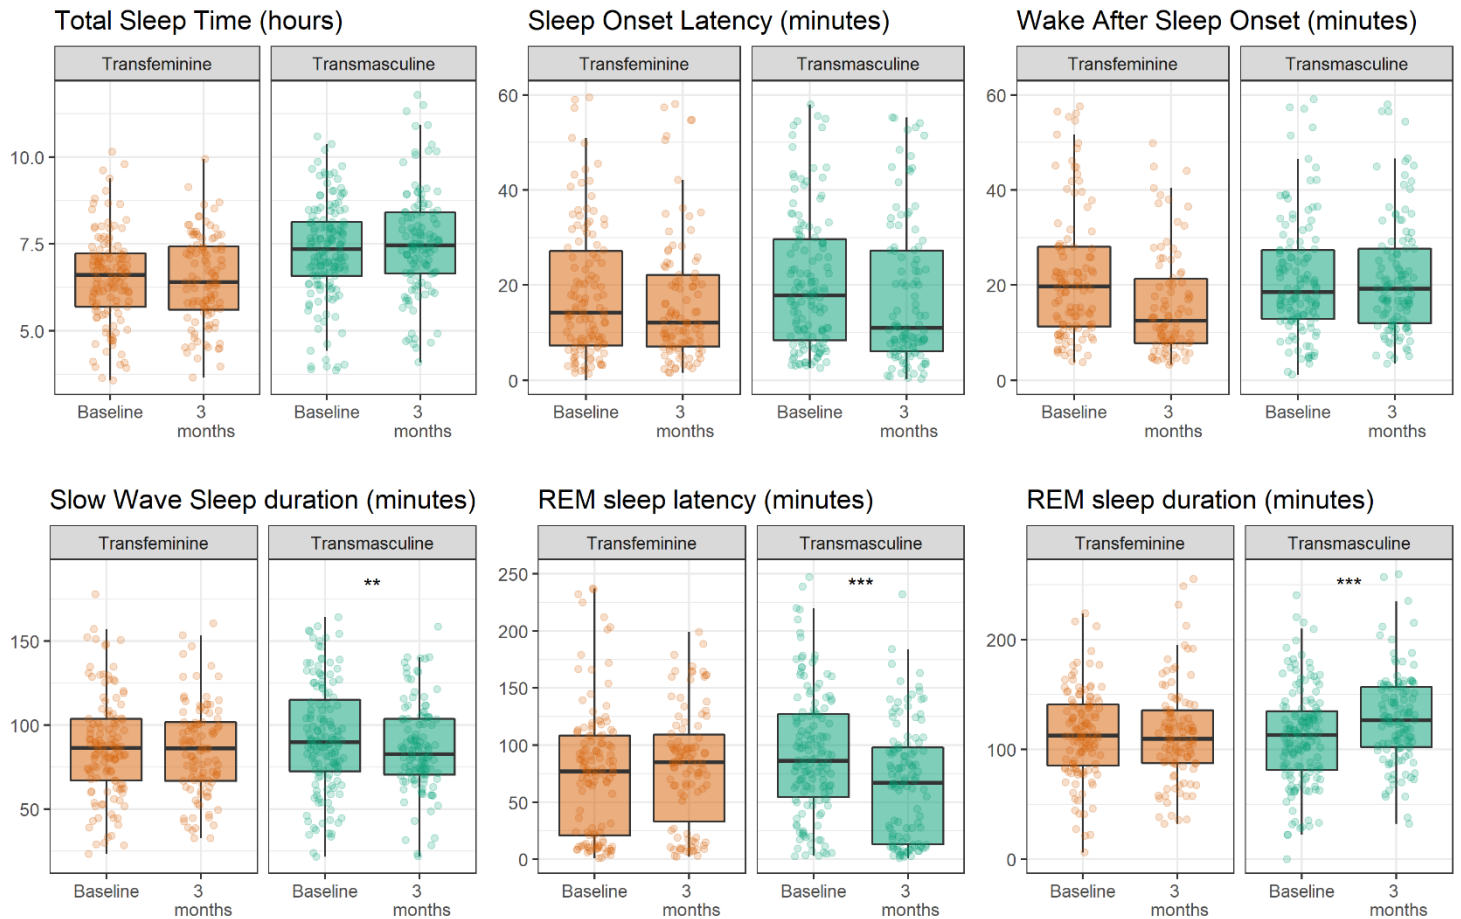 Total Sleep Time (hours)
Sleep Onset Latency (minutes)
Wake After Sleep Onset (minutes)
Transfeminine
Transmasculine
Transfeminine
Transmasculine
Transfeminine
Transmasculine
10.0
7.5
5.0
60
40
20
0
60
40
20
0
Baseline
3 months
Baseline
3 months
Baseline
3 months
Baseline
3 months
Baseline
3 months
Baseline
3 months
Slow Wave Sleep duration (minutes)
REM sleep latency (minutes)
REM sleep duration (minutes)
Transfeminine
Transmasculine
Transfeminine
Transmasculine
Transfeminine
Transmasculine
**
***
***
150
100
50
250
200
150
100
50
0
200
100
0
Baseline
3 months
Baseline
3 months
Baseline
3 months
Baseline
3 months
Baseline
3 months
Baseline
3 months